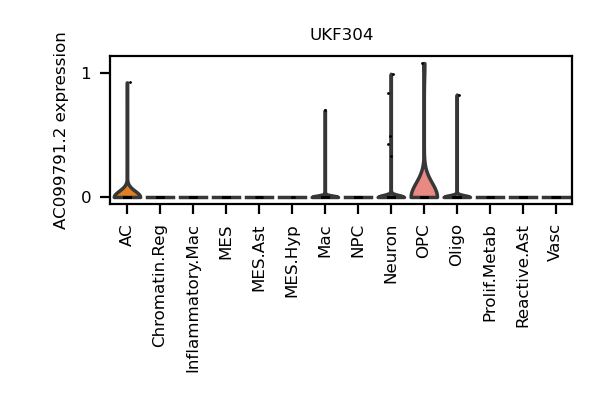 UKF304
AC099791.2 expression
1
0
AC
Chromatin.Reg
Inflammatory.Mac
MES
MES.Ast
MES.Hyp
Mac
NPC
Neuron
OPC
Oligo
Prolif.Metab
Reactive.Ast
Vasc